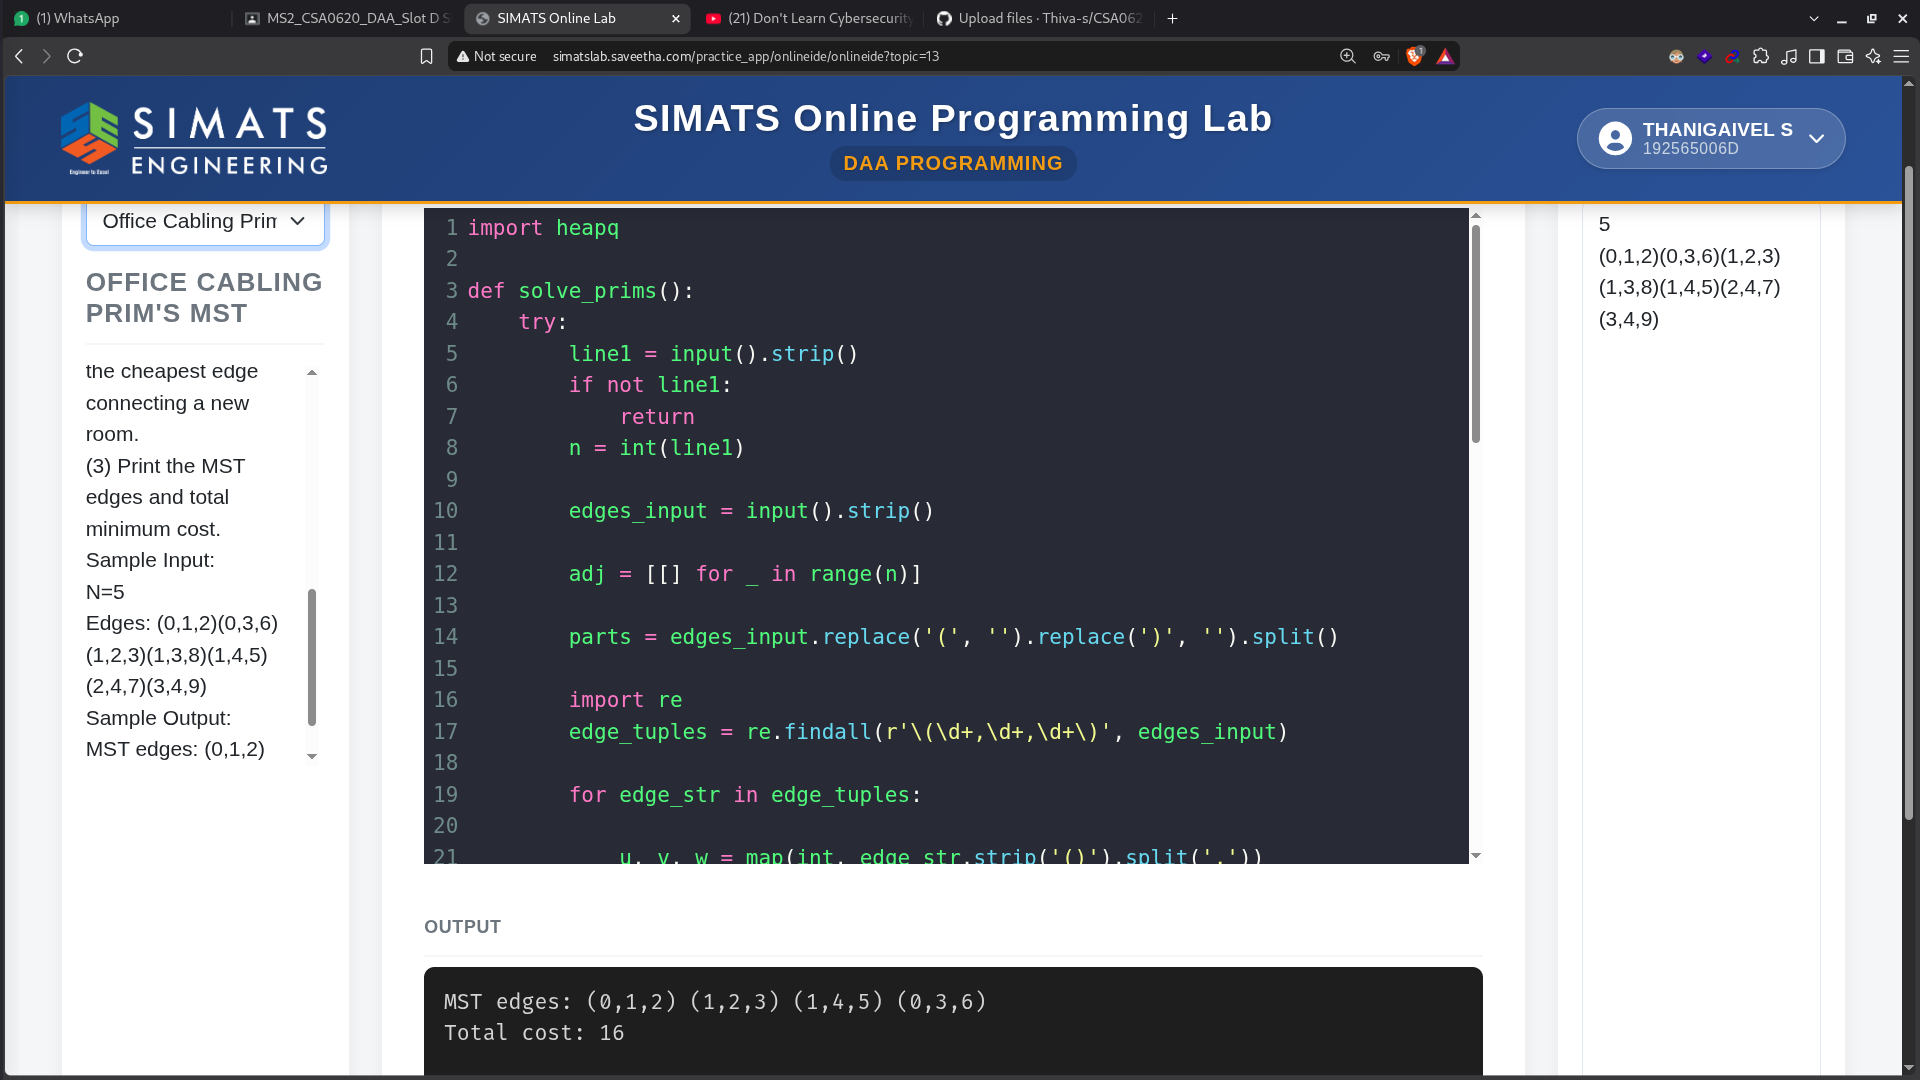 (1) WhatsApp
MS2_CSA0620_DAA_Slot D S
SIMATS Online Lab
(21) Don't Learn Cybersecurity
Upload files · Thiva-s/CSA062
Not secure
simatslab.saveetha.com/practice_app/onlineide/onlineide?topic=13
SIMATS
ENGINEERING
Engineer to Excel
SIMATS Online Programming Lab
DAA PROGRAMMING
THANIGAIVEL S
192565006D
Office Cabling Prim
OFFICE CABLING
PRIM'S MST
the cheapest edge
connecting a new
room.
(3) Print the MST
edges and total
minimum cost.
Sample Input:
N=5
Edges: (0,1,2)(0,3,6)
(1,2,3)(1,3,8)(1,4,5)
(2,4,7)(3,4,9)
Sample Output:
MST edges: (0,1,2)
1 import heapq
2
3 def solve_prims():
4     try:
5         line1 = input().strip()
6         if not line1:
7             return
8         n = int(line1)
9
10         edges_input = input().strip()
11
12         adj = [[] for _ in range(n)]
13
14         parts = edges_input.replace('(', '').replace(')', '').split()
15
16         import re
17         edge_tuples = re.findall(r'\(\d+,\d+,\d+\)', edges_input)
18
19         for edge_str in edge_tuples:
20
21             u, v, w = map(int, edge_str.strip('()').split(','))
OUTPUT
MST edges: (0,1,2) (1,2,3) (1,4,5) (0,3,6)
Total cost: 16
5
(0,1,2)(0,3,6)(1,2,3)
(1,3,8)(1,4,5)(2,4,7)
(3,4,9)